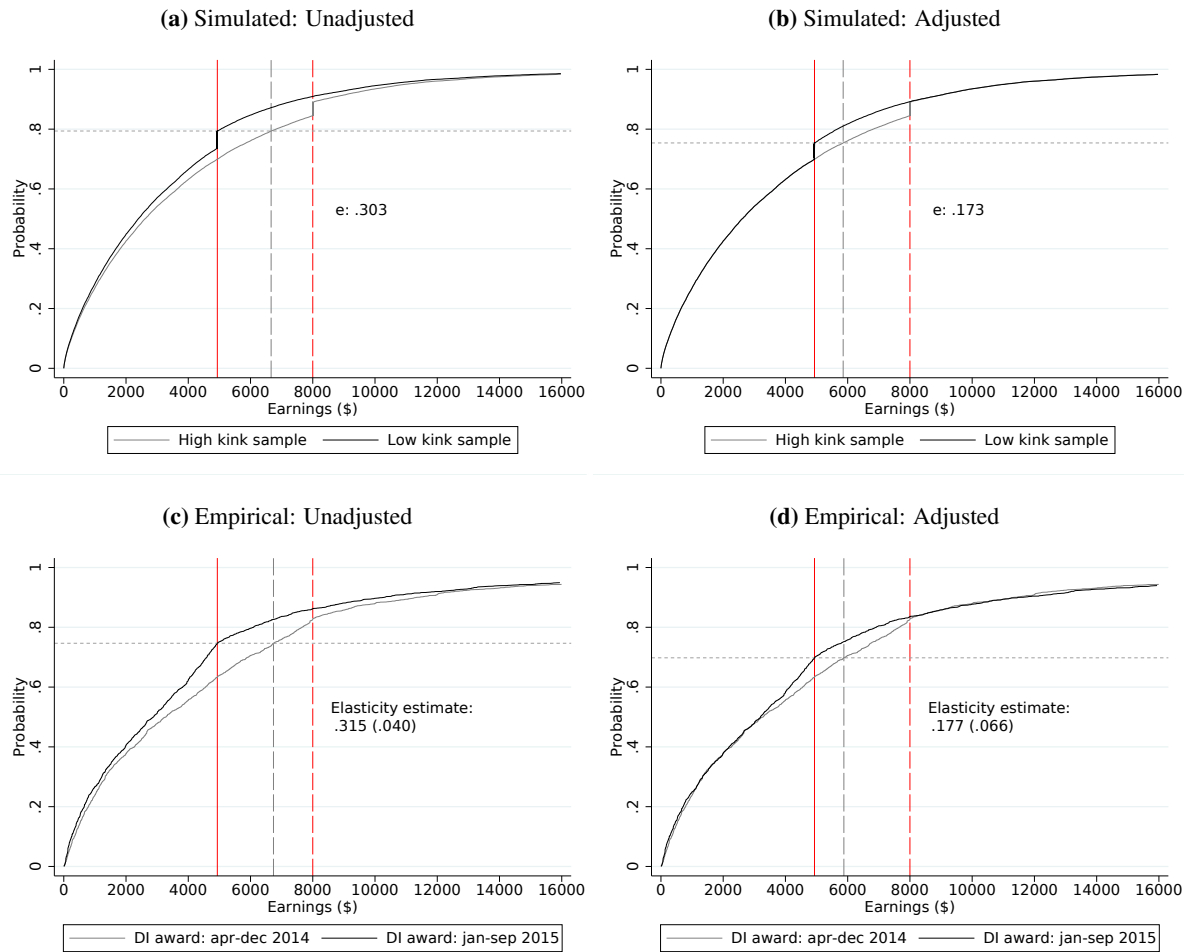 (a) Simulated: Unadjusted
Probability
0 .2 .4 .6 .8 1
e: .303
0 2000 4000 6000 8000 10000 12000 14000 16000
Earnings ($)
High kink sample Low kink sample
(b) Simulated: Adjusted
Probability
0 .2 .4 .6 .8 1
e: .173
0 2000 4000 6000 8000 10000 12000 14000 16000
Earnings ($)
High kink sample Low kink sample
(c) Empirical: Unadjusted
Probability
0 .2 .4 .6 .8 1
Elasticity estimate:
.315 (.040)
0 2000 4000 6000 8000 10000 12000 14000 16000
Earnings ($)
DI award: apr-dec 2014 DI award: jan-sep 2015
(d) Empirical: Adjusted
Probability
0 .2 .4 .6 .8 1
Elasticity estimate:
.177 (.066)
0 2000 4000 6000 8000 10000 12000 14000 16000
Earnings ($)
DI award: apr-dec 2014 DI award: jan-sep 2015